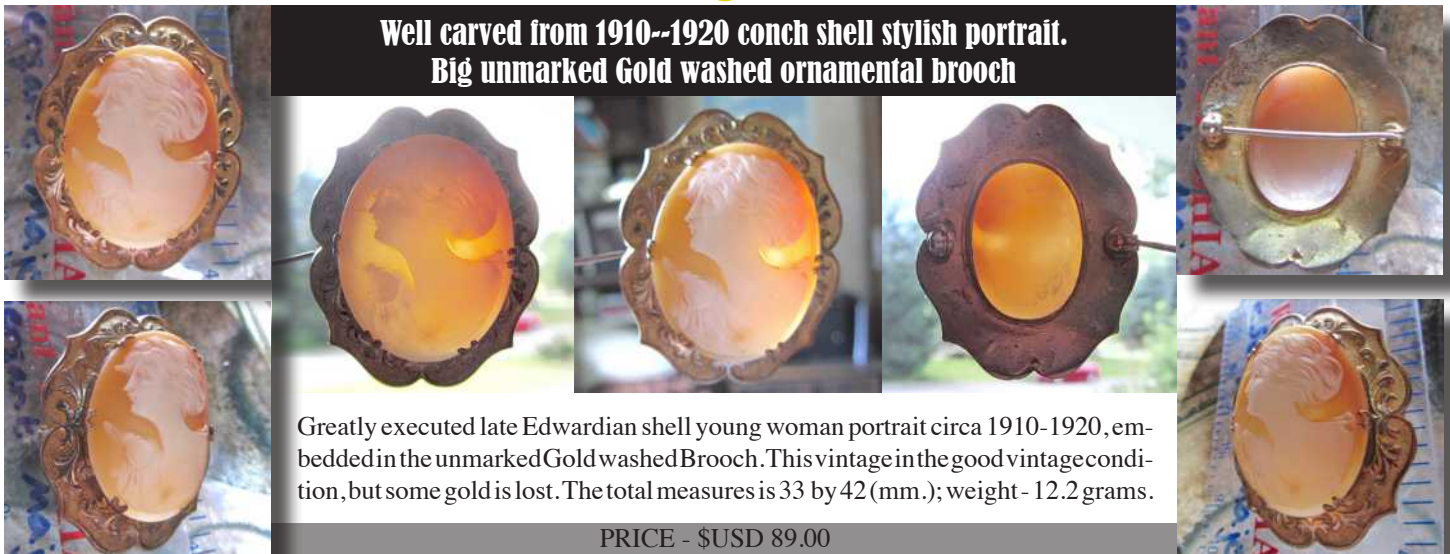 Well carved from 1910--1920 conch shell stylish portrait.
Big unmarked Gold washed ornamental brooch
Greatly executed late Edwardian shell young woman portrait circa 1910-1920, em-
bedded in the unmarked Gold washed Brooch. This vintage in the good vintage condi-
tion, but some gold is lost. The total measures is 33 by 42 (mm.); weight - 12.2 grams.
PRICE - $USD 89.00